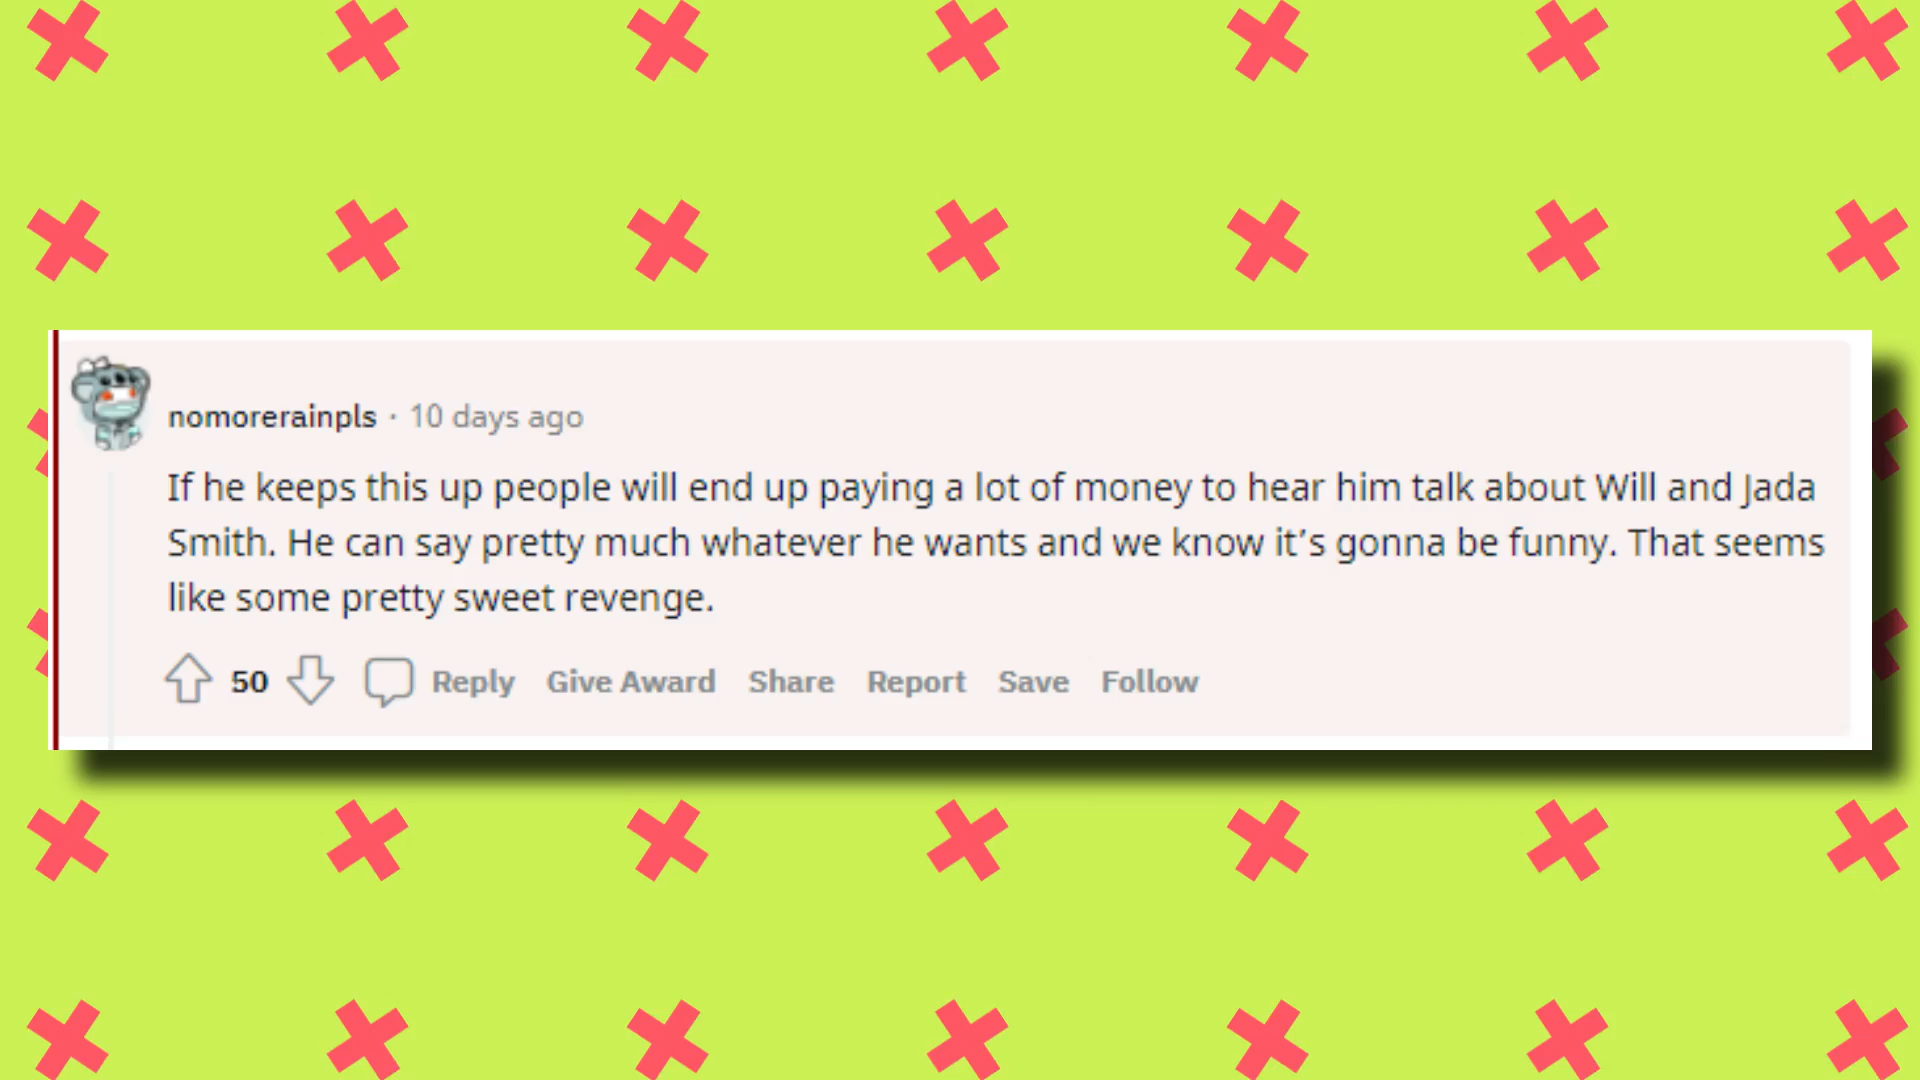 nomorerainpls · 10 days ago
If he keeps this up people will end up paying a lot of money to hear him talk about Will and Jada
Smith. He can say pretty much whatever he wants and we know it’s gonna be funny. That seems
like some pretty sweet revenge.
50 Reply Give Award Share Report Save Follow